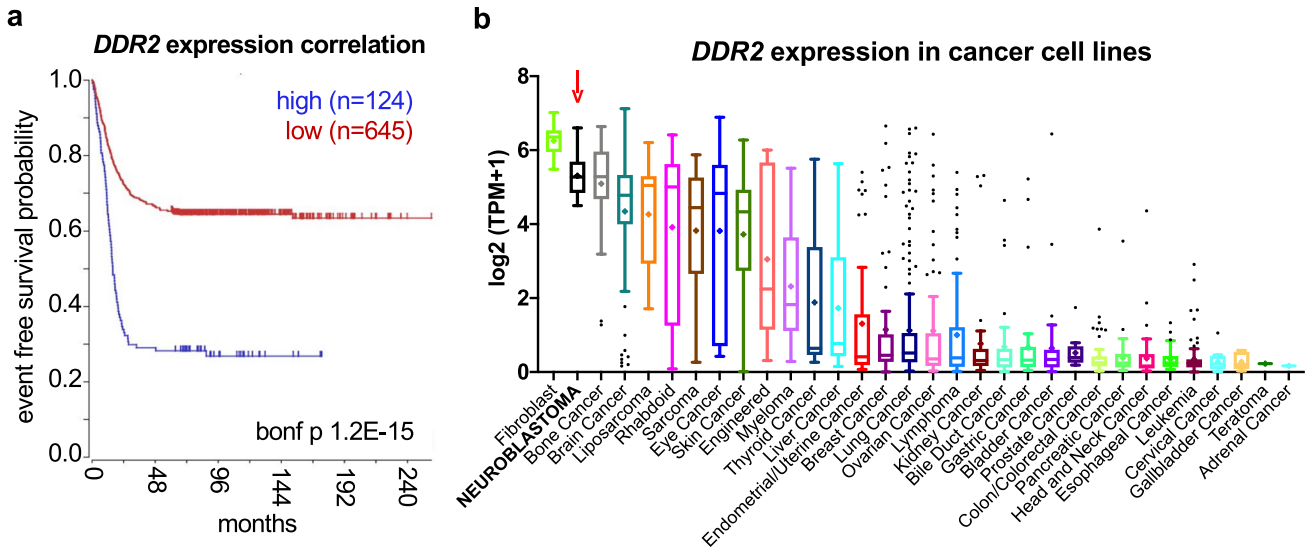 a
DDR2 expression correlation
event free survival probability
1.0
0.8
0.6
0.4
0.2
0.0
high (n=124)
low (n=645)
bonf p 1.2E-15
0
48
96
144
192
240
months
b
DDR2 expression in cancer cell lines
log2 (TPM+1)
8
6
4
2
0
Fibroblast
NEUROBLASTOMA
Bone Cancer
Brain Cancer
Liposarcoma
Rhabdoid
Sarcoma
Eye Cancer
Skin Cancer
Engineered
Myeloma
Thyroid Cancer
Liver Cancer
Endometrial/Uterine Cancer
Breast Cancer
Lung Cancer
Ovarian Cancer
Lymphoma
Kidney Cancer
Bile Duct Cancer
Gastric Cancer
Bladder Cancer
Prostate Cancer
Colon/Colorectal Cancer
Pancreatic Cancer
Head and Neck Cancer
Esophageal Cancer
Leukemia
Cervical Cancer
Gallbladder Cancer
Teratoma
Adrenal Cancer